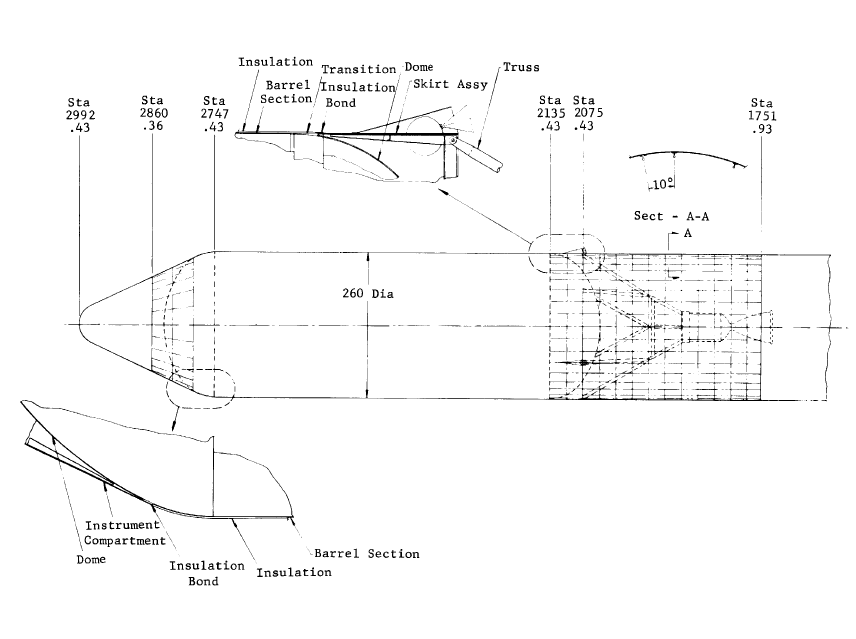 Insulation
Transition
Dome
Truss
Barrel
Section
Insulation
Bond
Skirt Assy
Sta
2992
.43
Sta
2860
.36
Sta
2747
.43
Sta
2135
.43
Sta
2075
.43
Sta
1751
.93
10°
Sect - A-A
A
260 Dia
Instrument
Compartment
Dome
Insulation
Bond
Insulation
Barrel Section